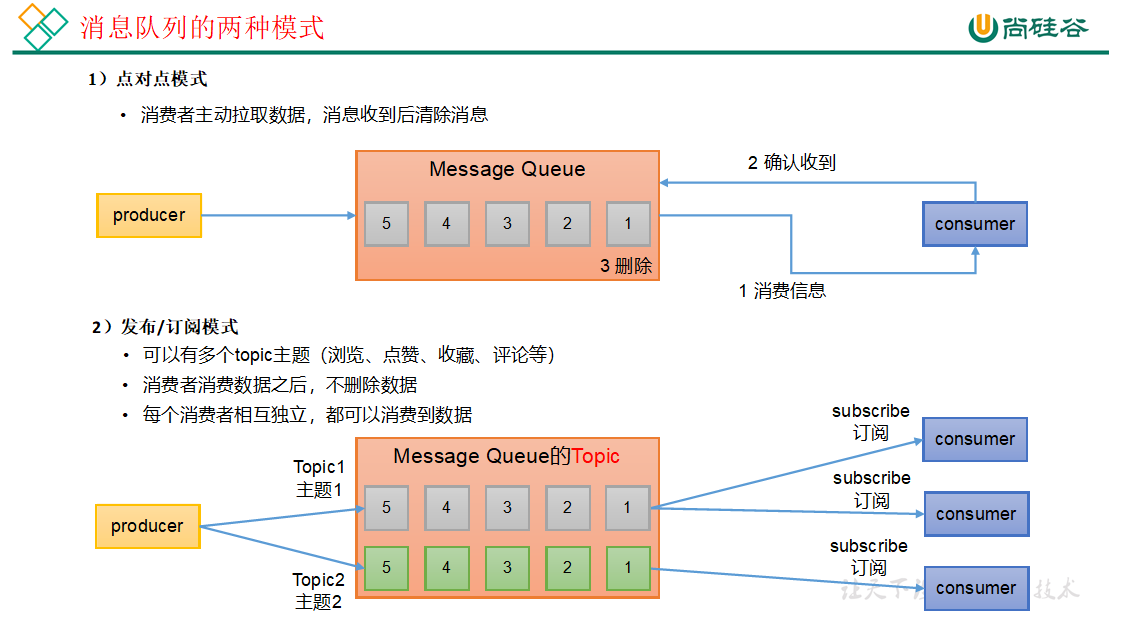 消息队列的两种模式
尚硅谷
1）点对点模式
• 消费者主动拉取数据，消息收到后清除消息
Message Queue
2 确认收到
producer
5 4 3 2 1
consumer
3 删除
1 消费信息
2）发布/订阅模式
• 可以有多个topic主题（浏览、点赞、收藏、评论等）
• 消费者消费数据之后，不删除数据
• 每个消费者相互独立，都可以消费到数据
subscribe
订阅
consumer
Message Queue的Topic
Topic1
主题1
5 4 3 2 1
subscribe
订阅
consumer
producer
subscribe
订阅
5 4 3 2 1
Topic2
主题2
consumer
让天下
技术